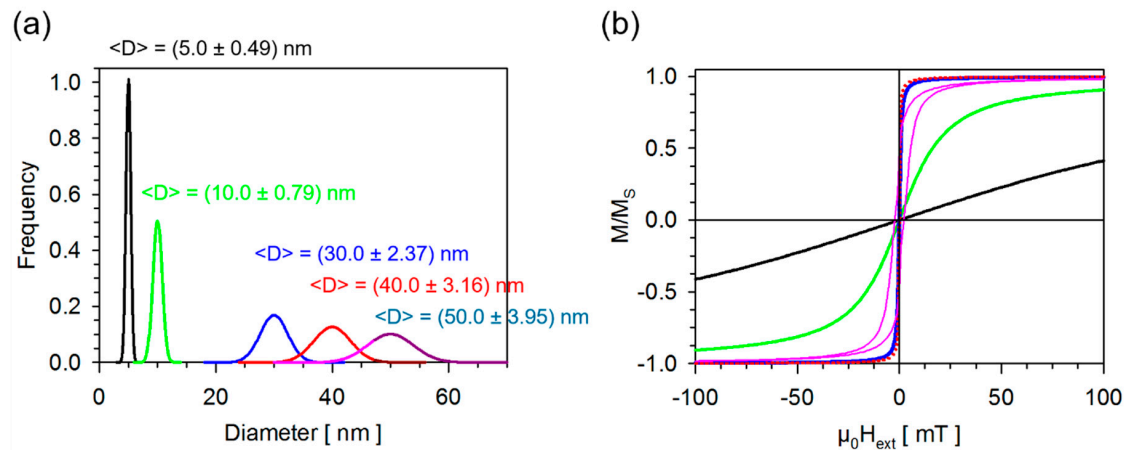 (a)
<D> = (5.0 ± 0.49) nm
1.0
0.8
0.6
0.4
0.2
0.0
Frequency
<D> = (10.0 ± 0.79) nm
<D> = (30.0 ± 2.37) nm
<D> = (40.0 ± 3.16) nm
<D> = (50.0 ± 3.95) nm
0
20
40
60
Diameter [ nm ]
(b)
1.0
0.5
0.0
-0.5
-1.0
M/MS
-100
-50
0
50
100
µ0Hext [ mT ]